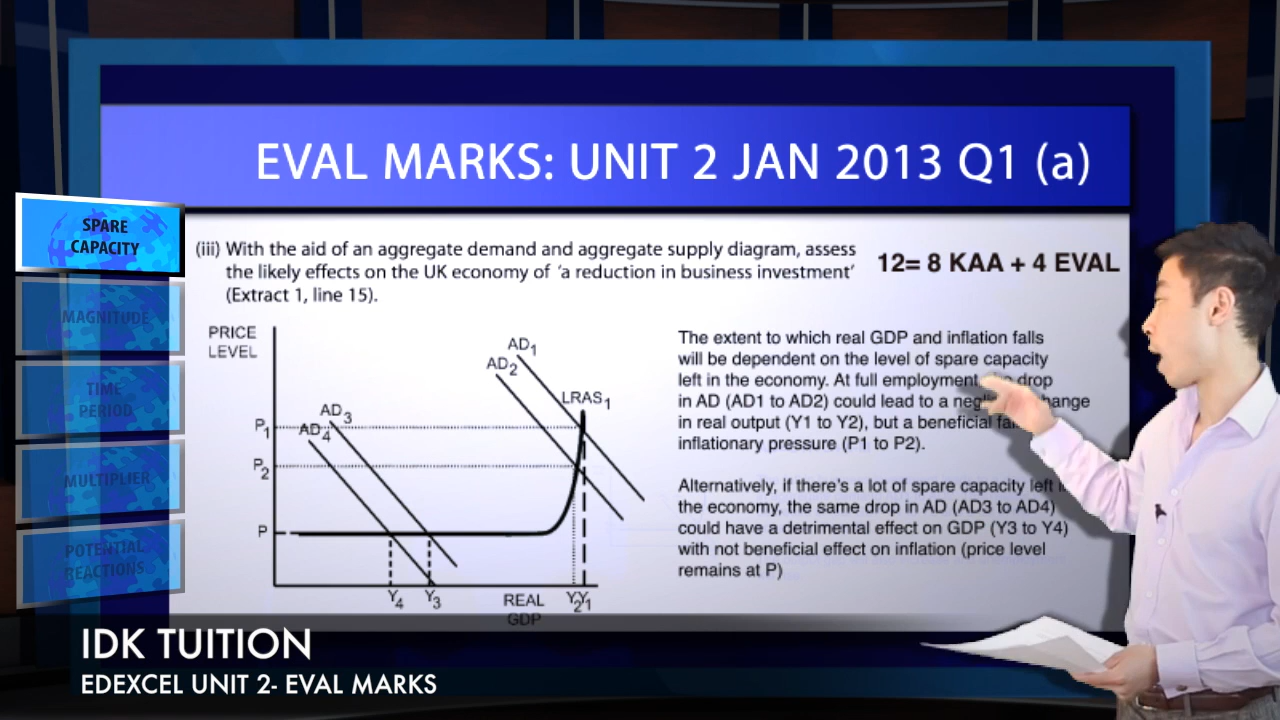 EVAL MARKS: UNIT 2 JAN 2013 Q1 (a)
SPARE
CAPACITY
MAGNITUDE
TIME
PERIOD
MULTIPLIER
POTENTIAL
REACTIONS
(iii) With the aid of an aggregate demand and aggregate supply diagram, assess
the likely effects on the UK economy of 'a reduction in business investment'
(Extract 1, line 15).
12= 8 KAA + 4 EVAL
PRICE
LEVEL
AD1
AD2
LRAS1
AD3
AD4
P1
P2
P
Y4
Y3
REAL
GDP
Y2
Y1
The extent to which real GDP and inflation falls
will be dependent on the level of spare capacity
left in the economy. At full employment drop
in AD (AD1 to AD2) could lead to a
in real output (Y1 to Y2), but a beneficial
inflationary pressure (P1 to P2).
Alternatively, if there's a lot of spare capacity left
the economy, the same drop in AD (AD3 to AD4)
could have a detrimental effect on GDP (Y3 to Y4)
with not beneficial effect on inflation (price level
remains at P)
IDK TUITION
EDEXCEL UNIT 2- EVAL MARKS